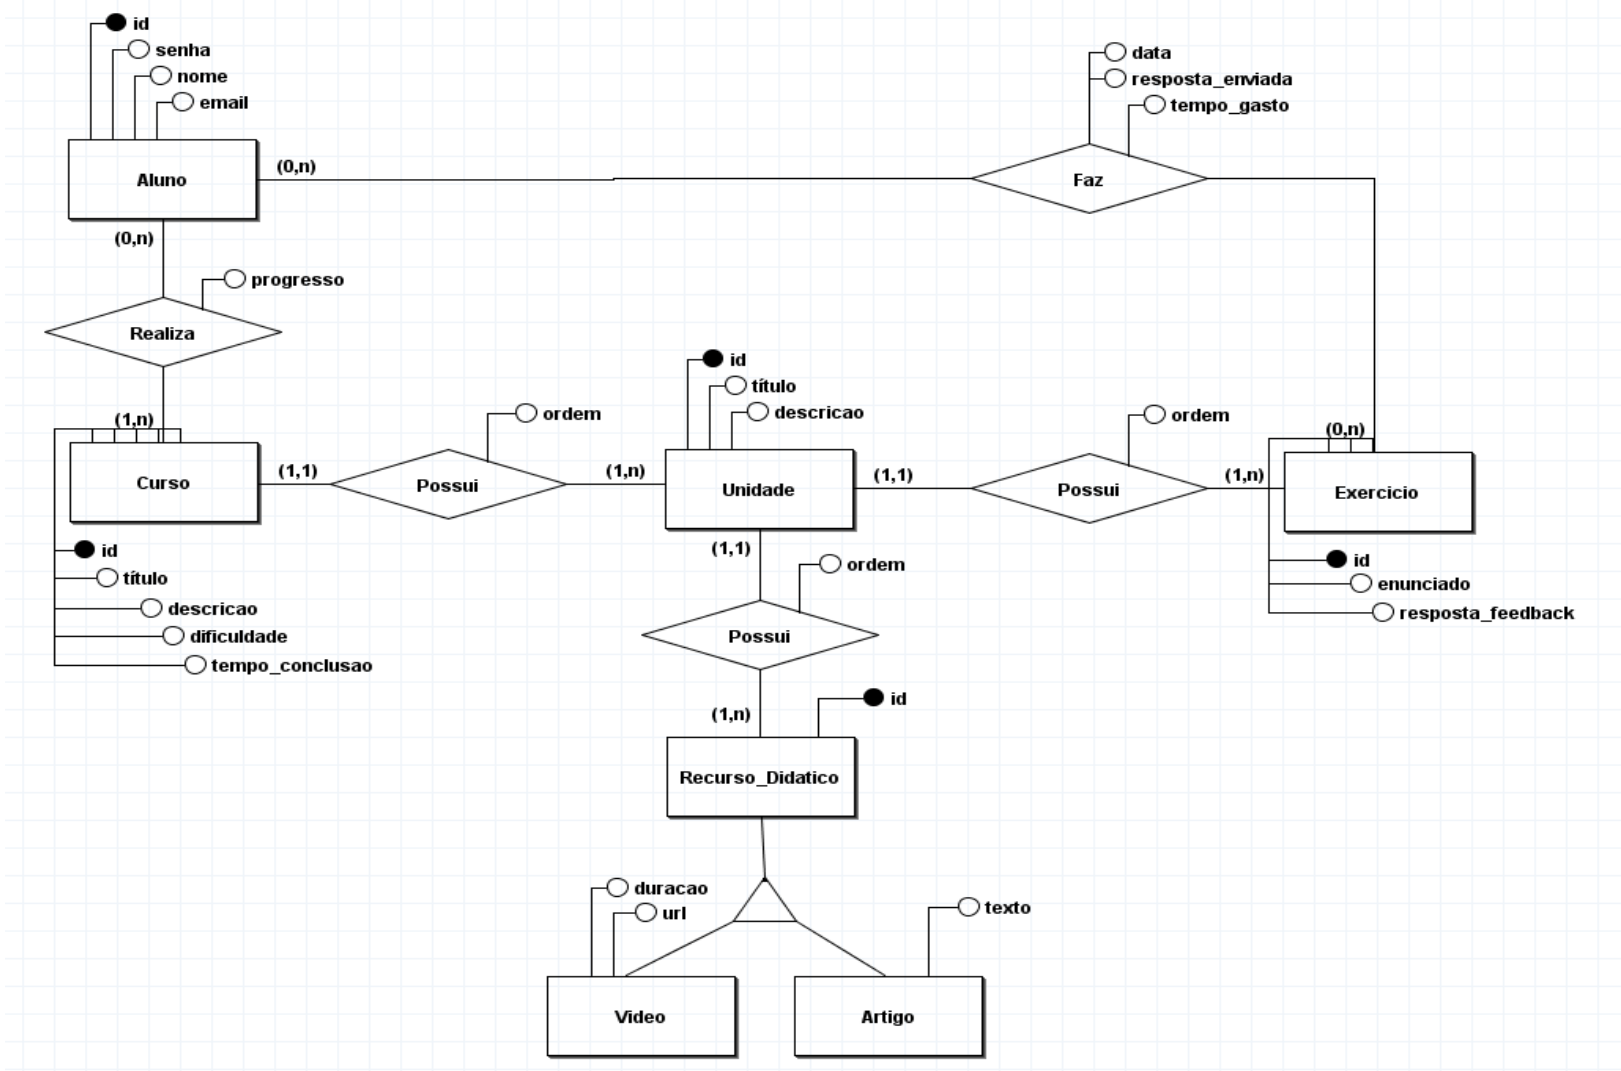 id
senha
nome
email
Aluno
(0,n)
data
resposta_enviada
tempo_gasto
Faz
(0,n)
progresso
Realiza
(1,n)
Curso
id
título
descricao
dificuldade
tempo_conclusao
(1,1)
ordem
Possui
(1,n)
id
título
descricao
Unidade
(1,1)
ordem
Possui
(1,n)
(0,n)
Exercicio
id
enunciado
resposta_feedback
(1,1)
ordem
Possui
(1,n)
id
Recurso_Didatico
duracao
url
texto
Video
Artigo